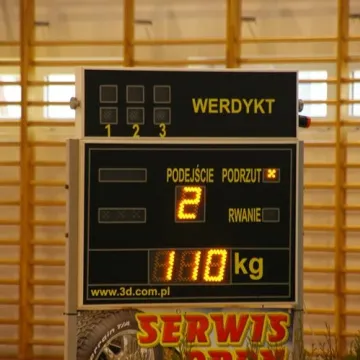 WERDYKT
1 2 3
PODEJŚCIE PODRZUT
2
RWANIE
110 kg
www.3d.com.pl
SERWIS